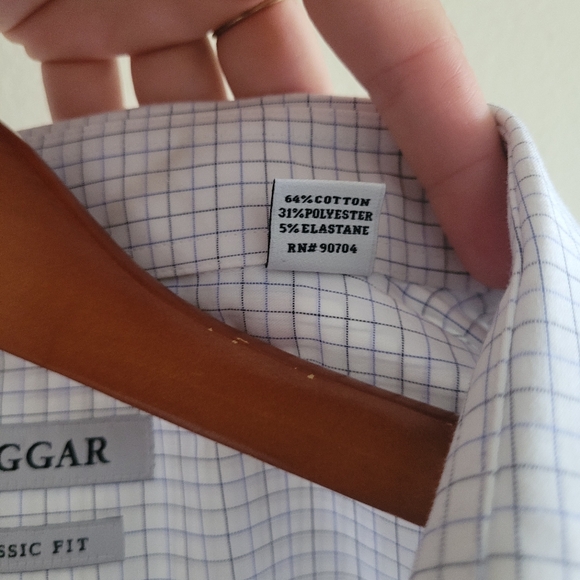 64% COTTON
31% POLYESTER
5% ELASTANE
RN# 90704
GGAR
SSIC FIT